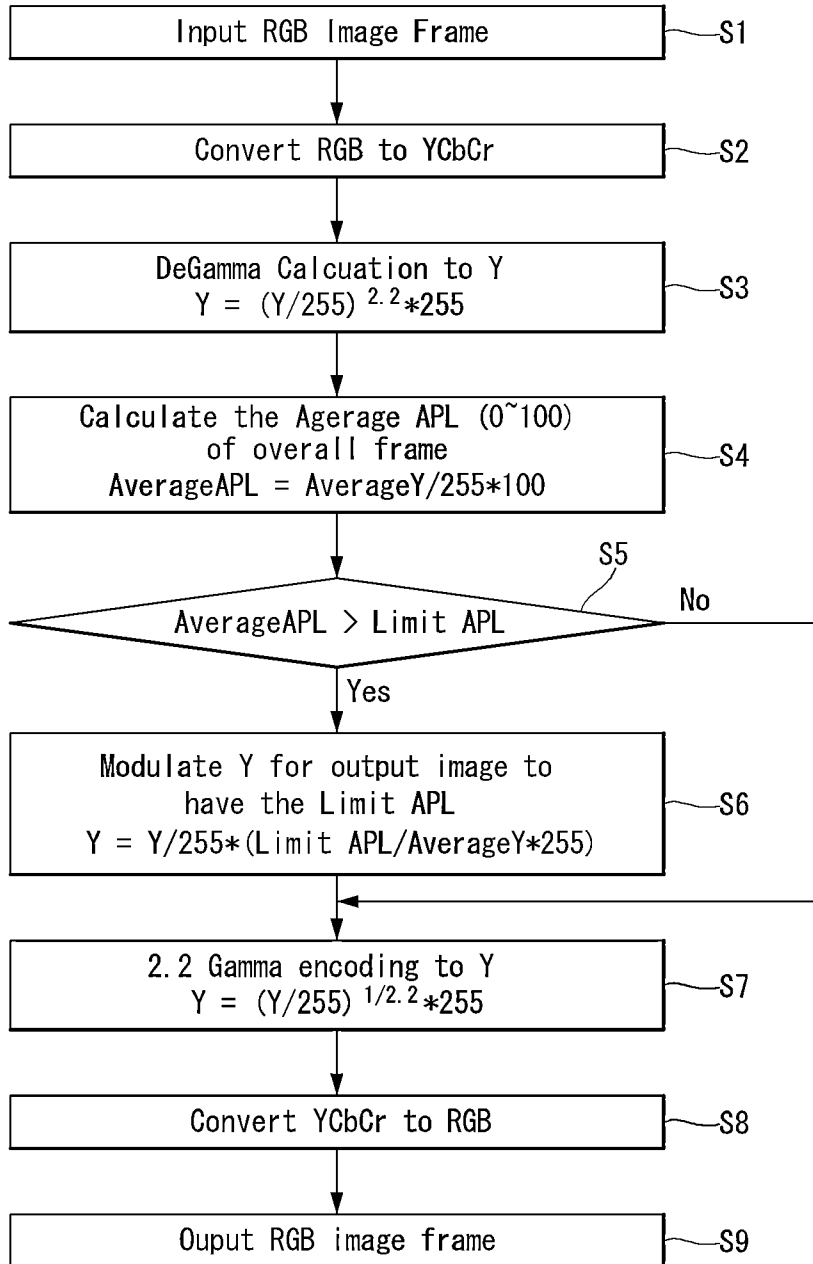 Input RGB Image Frame
S1
Convert RGB to YCbCr
S2
DeGamma Calcuation to Y
Y = (Y/255)^2.2*255
S3
Calculate the Agerage APL (0~100)
of overall frame
AverageAPL = AverageY/255*100
S4
S5
AverageAPL > Limit APL
No
Yes
Modulate Y for output image to
have the Limit APL
Y = Y/255*(Limit APL/AverageY*255)
S6
2.2 Gamma encoding to Y
Y = (Y/255)^1/2.2*255
S7
Convert YCbCr to RGB
S8
Ouput RGB image frame
S9